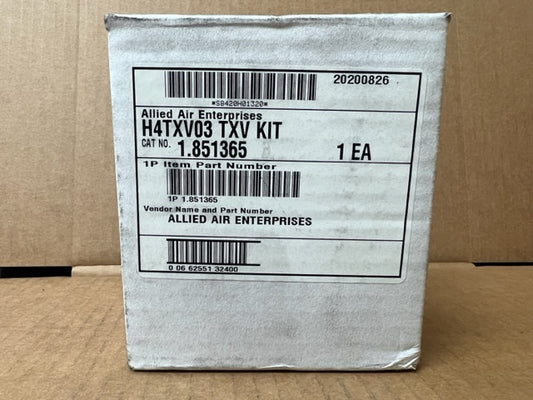 20200826
*S8420H01320*
Allied Air Enterprises
H4TXV03 TXV KIT
CAT NO. 1.851365 1 EA
1P Item Part Number
1P 1.851365
Vendor Name and Part Number
ALLIED AIR ENTERPRISES
0 06 62551 32400